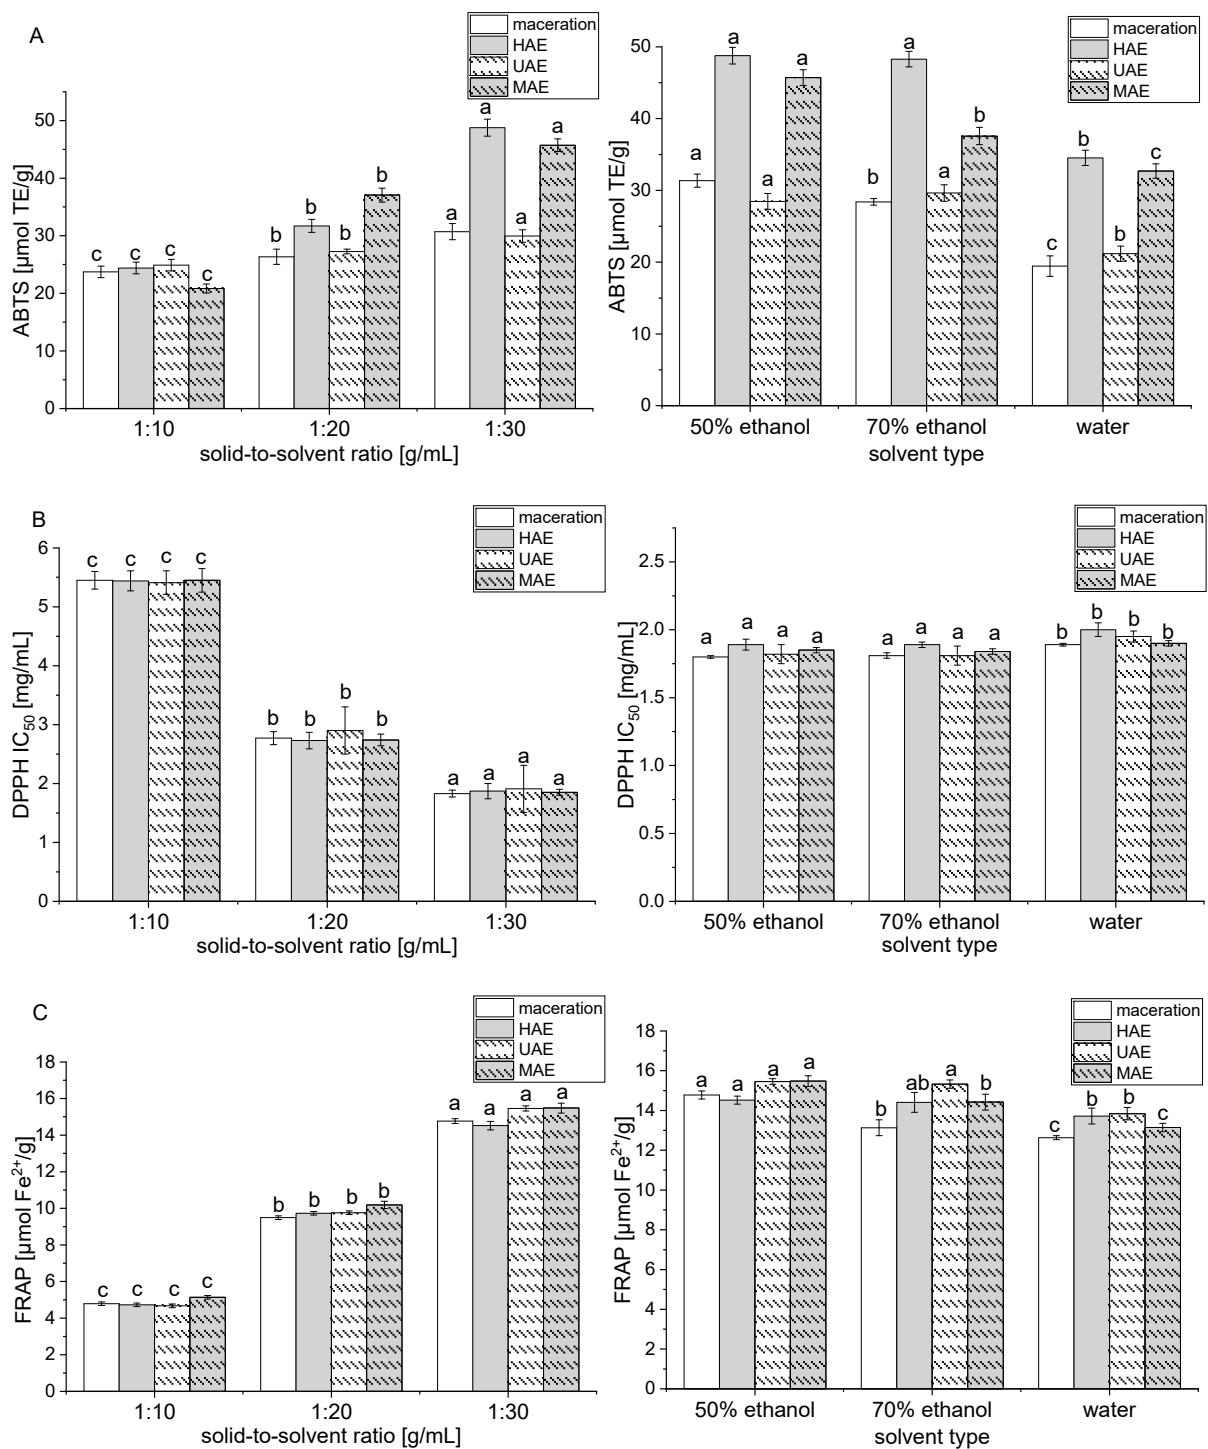 A
maceration
HAE
UAE
MAE
ABTS [µmol TE/g]
50
40
30
20
10
0
c c c c
b b b b
a a a a
1:10 1:20 1:30
solid-to-solvent ratio [g/mL]
maceration
HAE
UAE
MAE
ABTS [µmol TE/g]
50
40
30
20
10
0
a a a a
b a a b
c b b c
50% ethanol 70% ethanol water
solvent type
B
maceration
HAE
UAE
MAE
DPPH IC50 [mg/mL]
6
5
4
3
2
1
0
c c c c
b b b b
a a a a
1:10 1:20 1:30
solid-to-solvent ratio [g/mL]
maceration
HAE
UAE
MAE
DPPH IC50 [mg/mL]
2.5
2.0
1.5
1.0
0.5
0.0
a a a a
a a a a
b b b b
50% ethanol 70% ethanol water
solvent type
C
maceration
HAE
UAE
MAE
FRAP [µmol Fe2+/g]
18
16
14
12
10
8
6
4
2
0
c c c c
b b b b
a a a a
1:10 1:20 1:30
solid-to-solvent ratio [g/mL]
maceration
HAE
UAE
MAE
FRAP [µmol Fe2+/g]
18
16
14
12
10
8
6
4
2
0
a a a a
b ab a b
c b b c
50% ethanol 70% ethanol water
solvent type